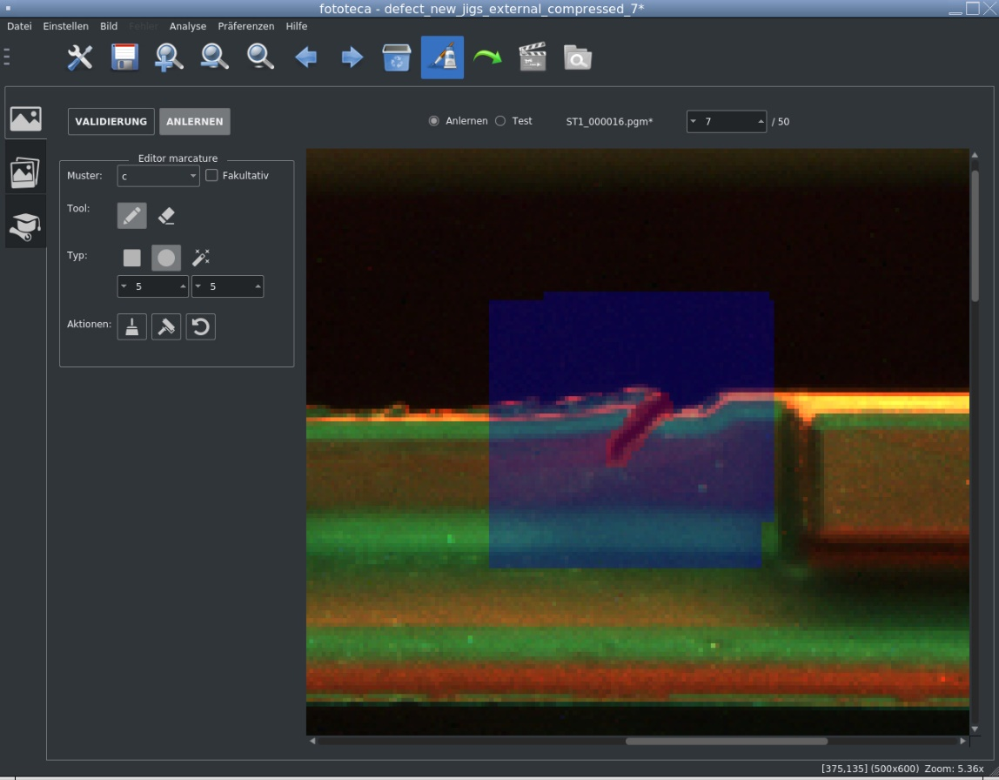 fototeca - defect_new_jigs_external_compressed_7*
Datei Einstellen Bild Fehler Analyse Präferenzen Hilfe
VALIDIERUNG ANLERNEN Anlernen Test ST1_000016.pgm* 7 / 50
Editor marcature
Muster: c Fakultativ
Tool:
Typ:
5 5
Aktionen:
[375,135] (500x600) Zoom: 5.36x